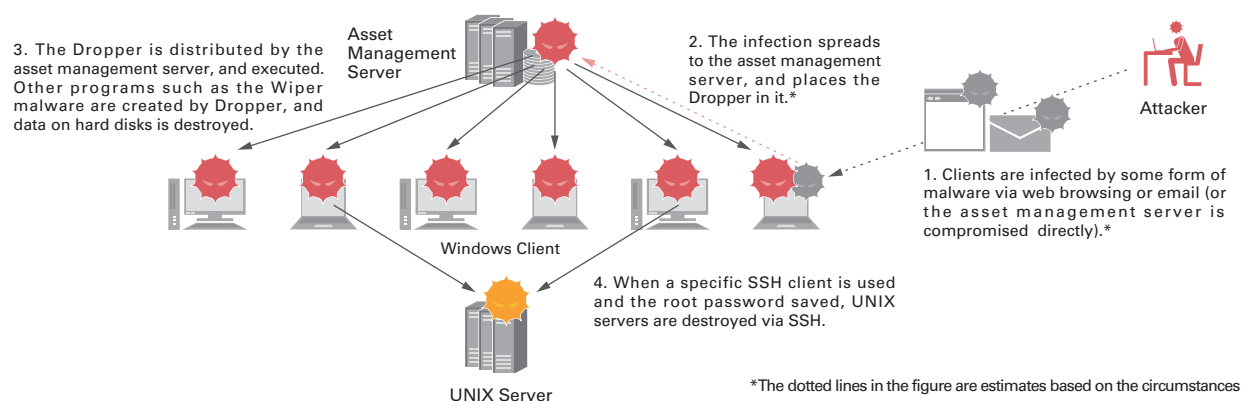 3. The Dropper is distributed by the
asset management server, and executed.
Other programs such as the Wiper
malware are created by Dropper, and
data on hard disks is destroyed.
Asset
Management
Server
2. The infection spreads
to the asset management
server, and places the
Dropper in it.*
Attacker
1. Clients are infected by some form of
malware via web browsing or email (or
the asset management server is
compromised directly).*
Windows Client
4. When a specific SSH client is used
and the root password saved, UNIX
servers are destroyed via SSH.
UNIX Server
*The dotted lines in the figure are estimates based on the circumstances